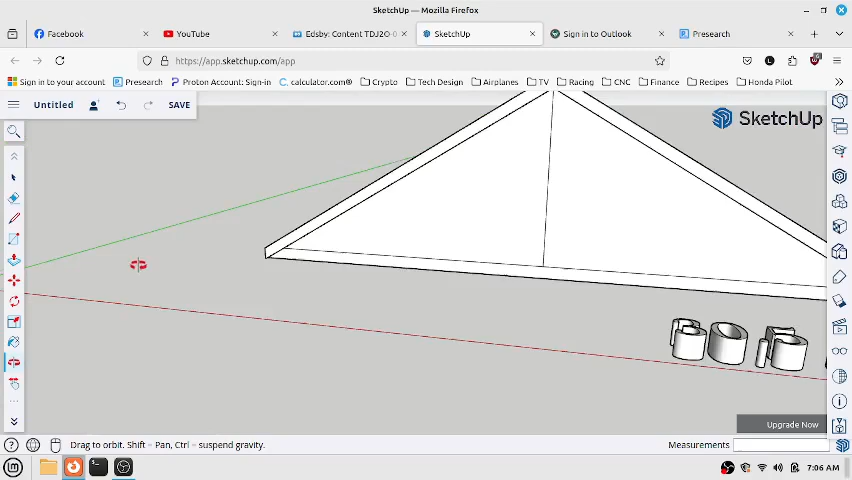 SketchUp — Mozilla Firefox
Facebook
YouTube
Edsby: Content TDJ2O-0
SketchUp
Sign in to Outlook
Presearch
https://app.sketchup.com/app
Sign in to your account
Presearch
Proton Account: Sign-in
calculator.com®
Crypto
Tech Design
Airplanes
TV
Racing
CNC
Finance
Recipes
Honda Pilot
Untitled
SAVE
SketchUp
Upgrade Now
Drag to orbit. Shift = Pan, Ctrl = suspend gravity.
Measurements
7:06 AM